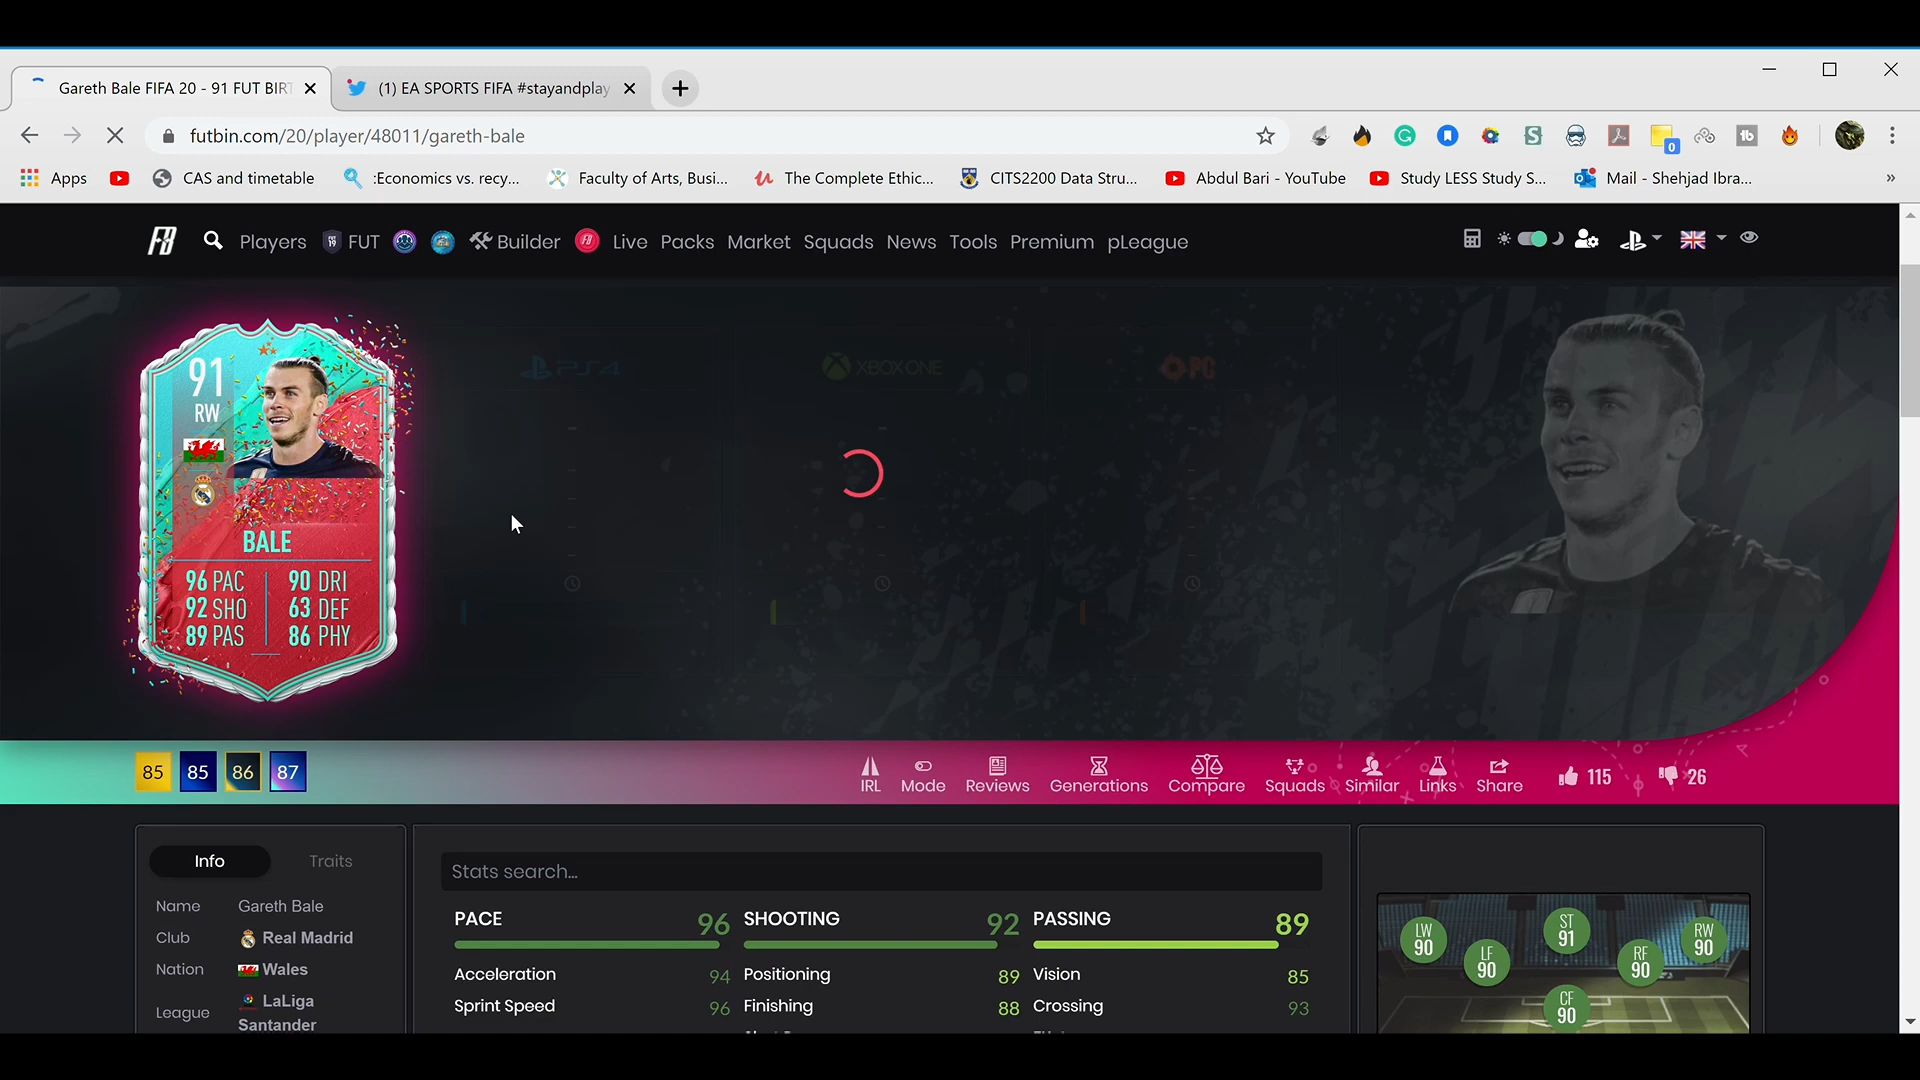 Gareth Bale FIFA 20 - 91 FUT BIRT
(1) EA SPORTS FIFA #stayandplay
futbin.com/20/player/48011/gareth-bale
0
Apps
CAS and timetable
:Economics vs. recy...
Faculty of Arts, Busi...
The Complete Ethic...
CITS2200 Data Stru...
Abdul Bari - YouTube
Study LESS Study S...
Mail - Shehjad Ibra...
»
Players FUT Builder Live Packs Market Squads News Tools Premium pLeague
PS4 XBOX ONE PC
91
RW
BALE
96 PAC 90 DRI
92 SHO 63 DEF
89 PAS 86 PHY
85 85 86 87
IRL Mode Reviews Generations Compare Squads Similar Links Share 115 26
Info Traits
Name Gareth Bale
Club Real Madrid
Nation Wales
League LaLiga
Santander
Stats search...
PACE 96 SHOOTING 92 PASSING 89
Acceleration 94 Positioning 89 Vision 85
Sprint Speed 96 Finishing 88 Crossing 93
LW
90
LF
90
ST
91
RF
90
RW
90
CF
90